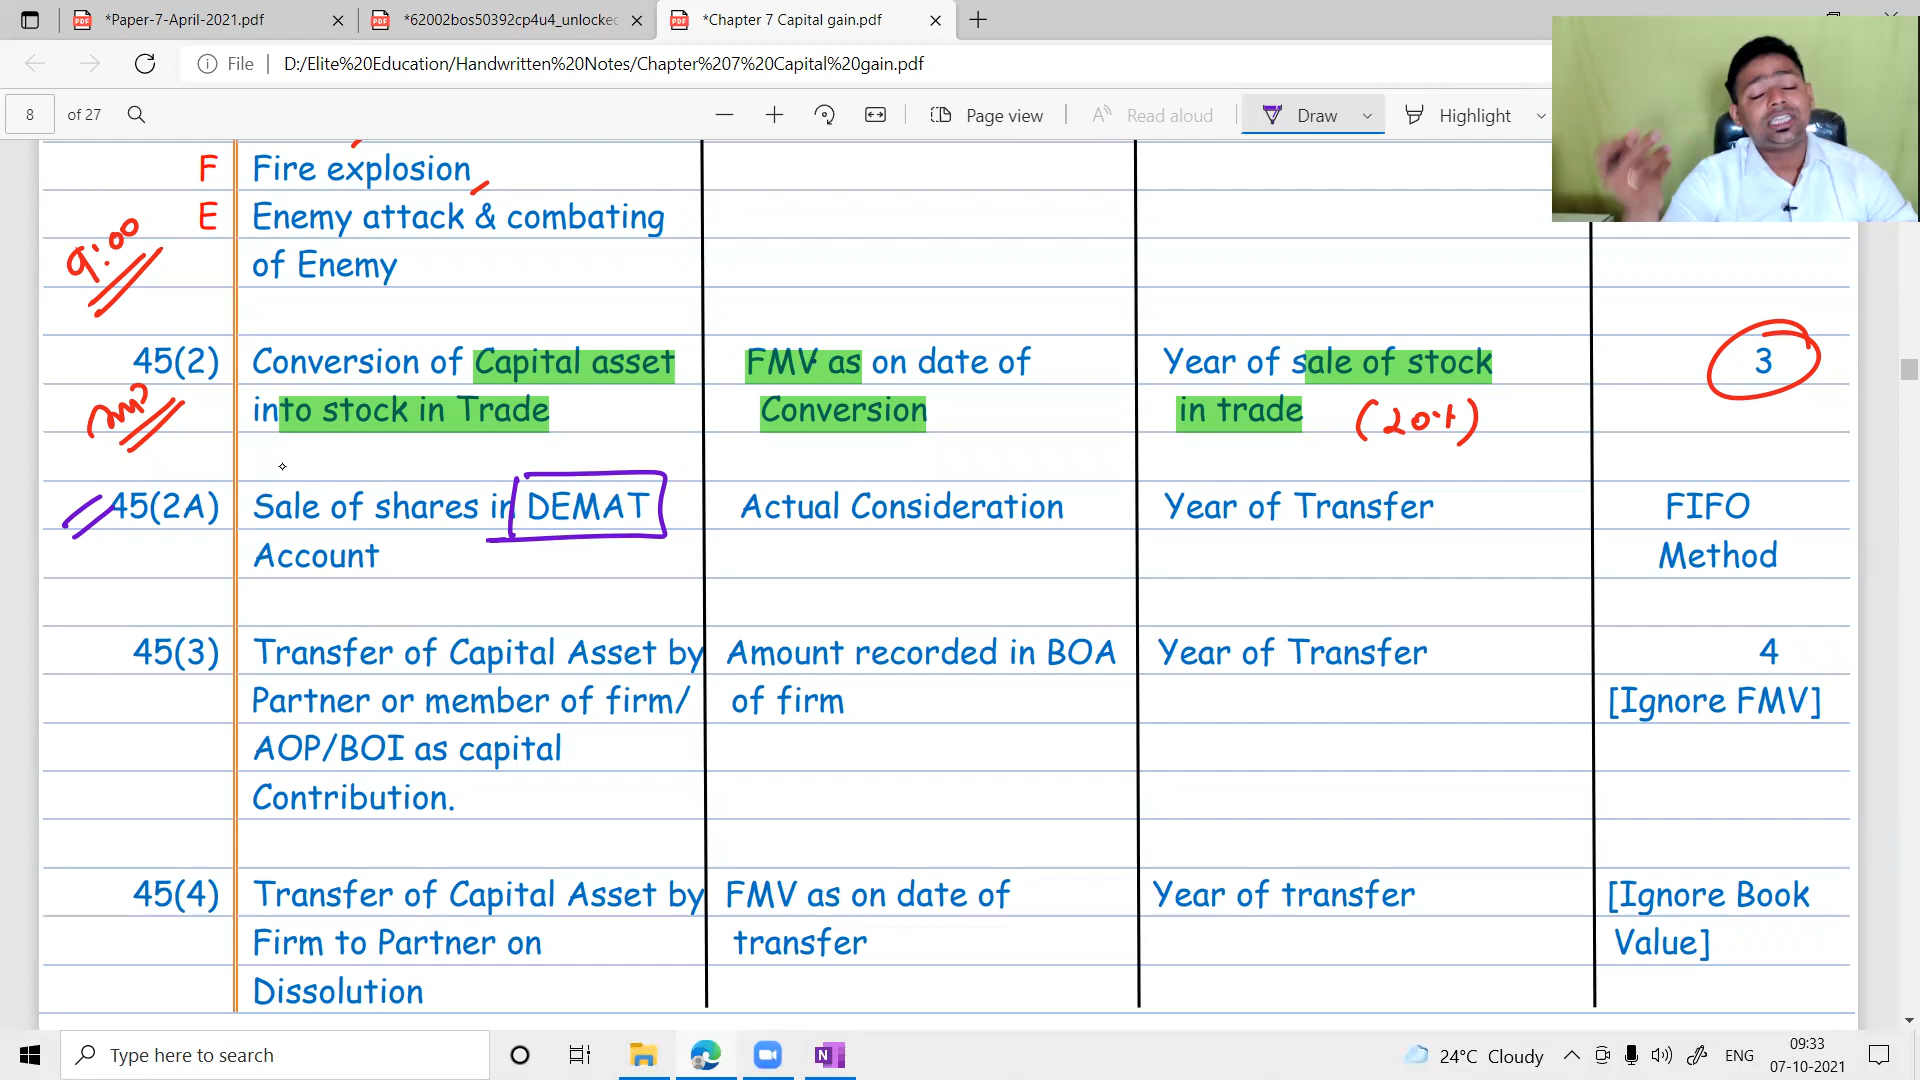 *Paper-7-April-2021.pdf
*62002bos50392cp4u4_unlocked
*Chapter 7 Capital gain.pdf
File
D:/Elite%20Education/Handwritten%20Notes/Chapter%207%20Capital%20gain.pdf
8 of 27
Page view
Read aloud
Draw
Highlight
F Fire explosion
E Enemy attack & combating
of Enemy
9:00
45(2) Conversion of Capital asset FMV as on date of Year of sale of stock 3
into stock in Trade Conversion in trade (20%)
45(2A) Sale of shares in DEMAT Actual Consideration Year of Transfer FIFO
Account Method
45(3) Transfer of Capital Asset by Amount recorded in BOA Year of Transfer 4
Partner or member of firm/ of firm [Ignore FMV]
AOP/BOI as capital
Contribution.
45(4) Transfer of Capital Asset by FMV as on date of Year of transfer [Ignore Book
Firm to Partner on transfer Value]
Dissolution
Type here to search
24°C Cloudy
ENG
09:33
07-10-2021